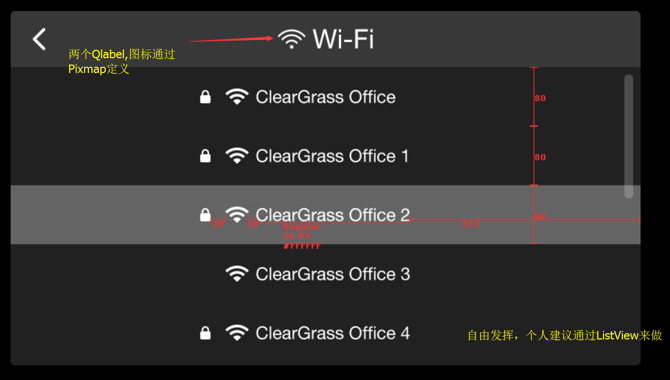 Wi-Fi
两个Qlabel,图标通过
Pixmap定义
ClearGrass Office
80
ClearGrass Office 1
80
ClearGrass Office 2
ClearGrass Office 3
ClearGrass Office 4
自由发挥，个人建议通过ListView来做